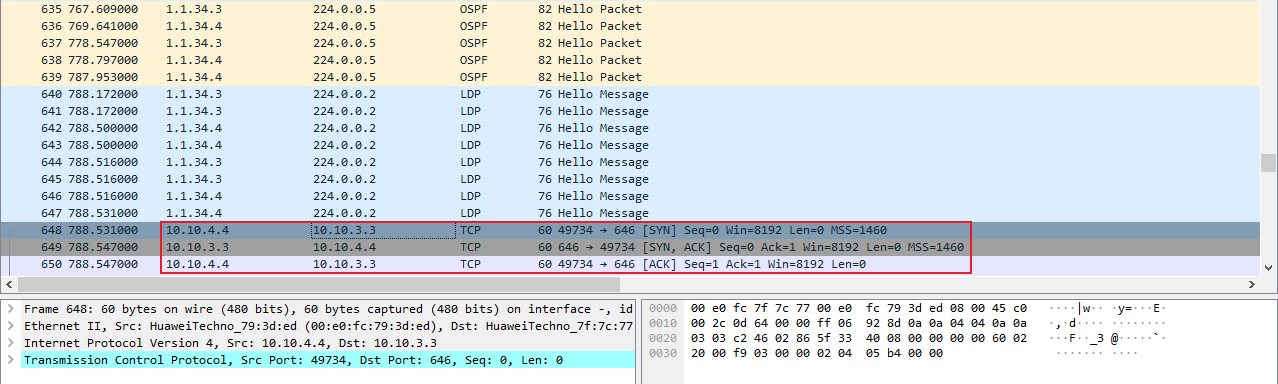 635 767.609000 1.1.34.3 224.0.0.5 OSPF 82 Hello Packet
636 769.641000 1.1.34.4 224.0.0.5 OSPF 82 Hello Packet
637 778.547000 1.1.34.3 224.0.0.5 OSPF 82 Hello Packet
638 778.797000 1.1.34.4 224.0.0.5 OSPF 82 Hello Packet
639 787.953000 1.1.34.4 224.0.0.5 OSPF 82 Hello Packet
640 788.172000 1.1.34.3 224.0.0.2 LDP 76 Hello Message
641 788.172000 1.1.34.3 224.0.0.2 LDP 76 Hello Message
642 788.500000 1.1.34.4 224.0.0.2 LDP 76 Hello Message
643 788.500000 1.1.34.4 224.0.0.2 LDP 76 Hello Message
644 788.516000 1.1.34.3 224.0.0.2 LDP 76 Hello Message
645 788.516000 1.1.34.3 224.0.0.2 LDP 76 Hello Message
646 788.516000 1.1.34.4 224.0.0.2 LDP 76 Hello Message
647 788.531000 1.1.34.4 224.0.0.2 LDP 76 Hello Message
648 788.531000 10.10.4.4 10.10.3.3 TCP 60 49734 → 646 [SYN] Seq=0 Win=8192 Len=0 MSS=1460
649 788.547000 10.10.3.3 10.10.4.4 TCP 60 646 → 49734 [SYN, ACK] Seq=0 Ack=1 Win=8192 Len=0 MSS=1460
650 788.547000 10.10.4.4 10.10.3.3 TCP 60 49734 → 646 [ACK] Seq=1 Ack=1 Win=8192 Len=0
Frame 648: 60 bytes on wire (480 bits), 60 bytes captured (480 bits) on interface -, id
Ethernet II, Src: HuaweiTechno_79:3d:ed (00:e0:fc:79:3d:ed), Dst: HuaweiTechno_7f:7c:77
Internet Protocol Version 4, Src: 10.10.4.4, Dst: 10.10.3.3
Transmission Control Protocol, Src Port: 49734, Dst Port: 646, Seq: 0, Len: 0
0000 00 e0 fc 7f 7c 77 00 e0 fc 79 3d ed 08 00 45 c0 ····|w·· ·y=···E·
0010 00 2c 0d 64 00 00 ff 06 92 8d 0a 0a 04 04 0a 0a ·,·d···· ········
0020 03 03 c2 46 02 86 5f 33 40 08 00 00 00 00 60 02 ···F··_3 @·····`·
0030 20 00 f9 03 00 00 02 04 05 b4 00 00 ······· ····